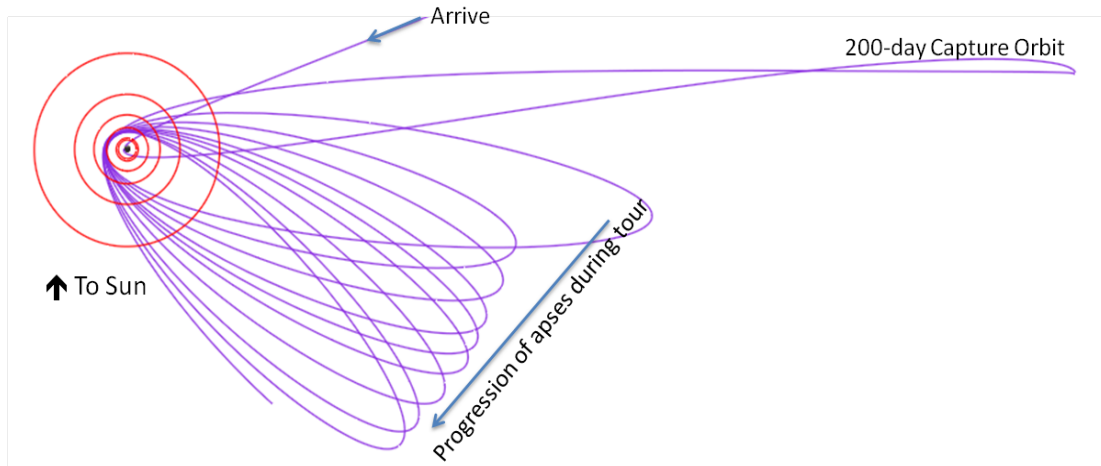 Arrive
200-day Capture Orbit
To Sun
Progression of apses during tour